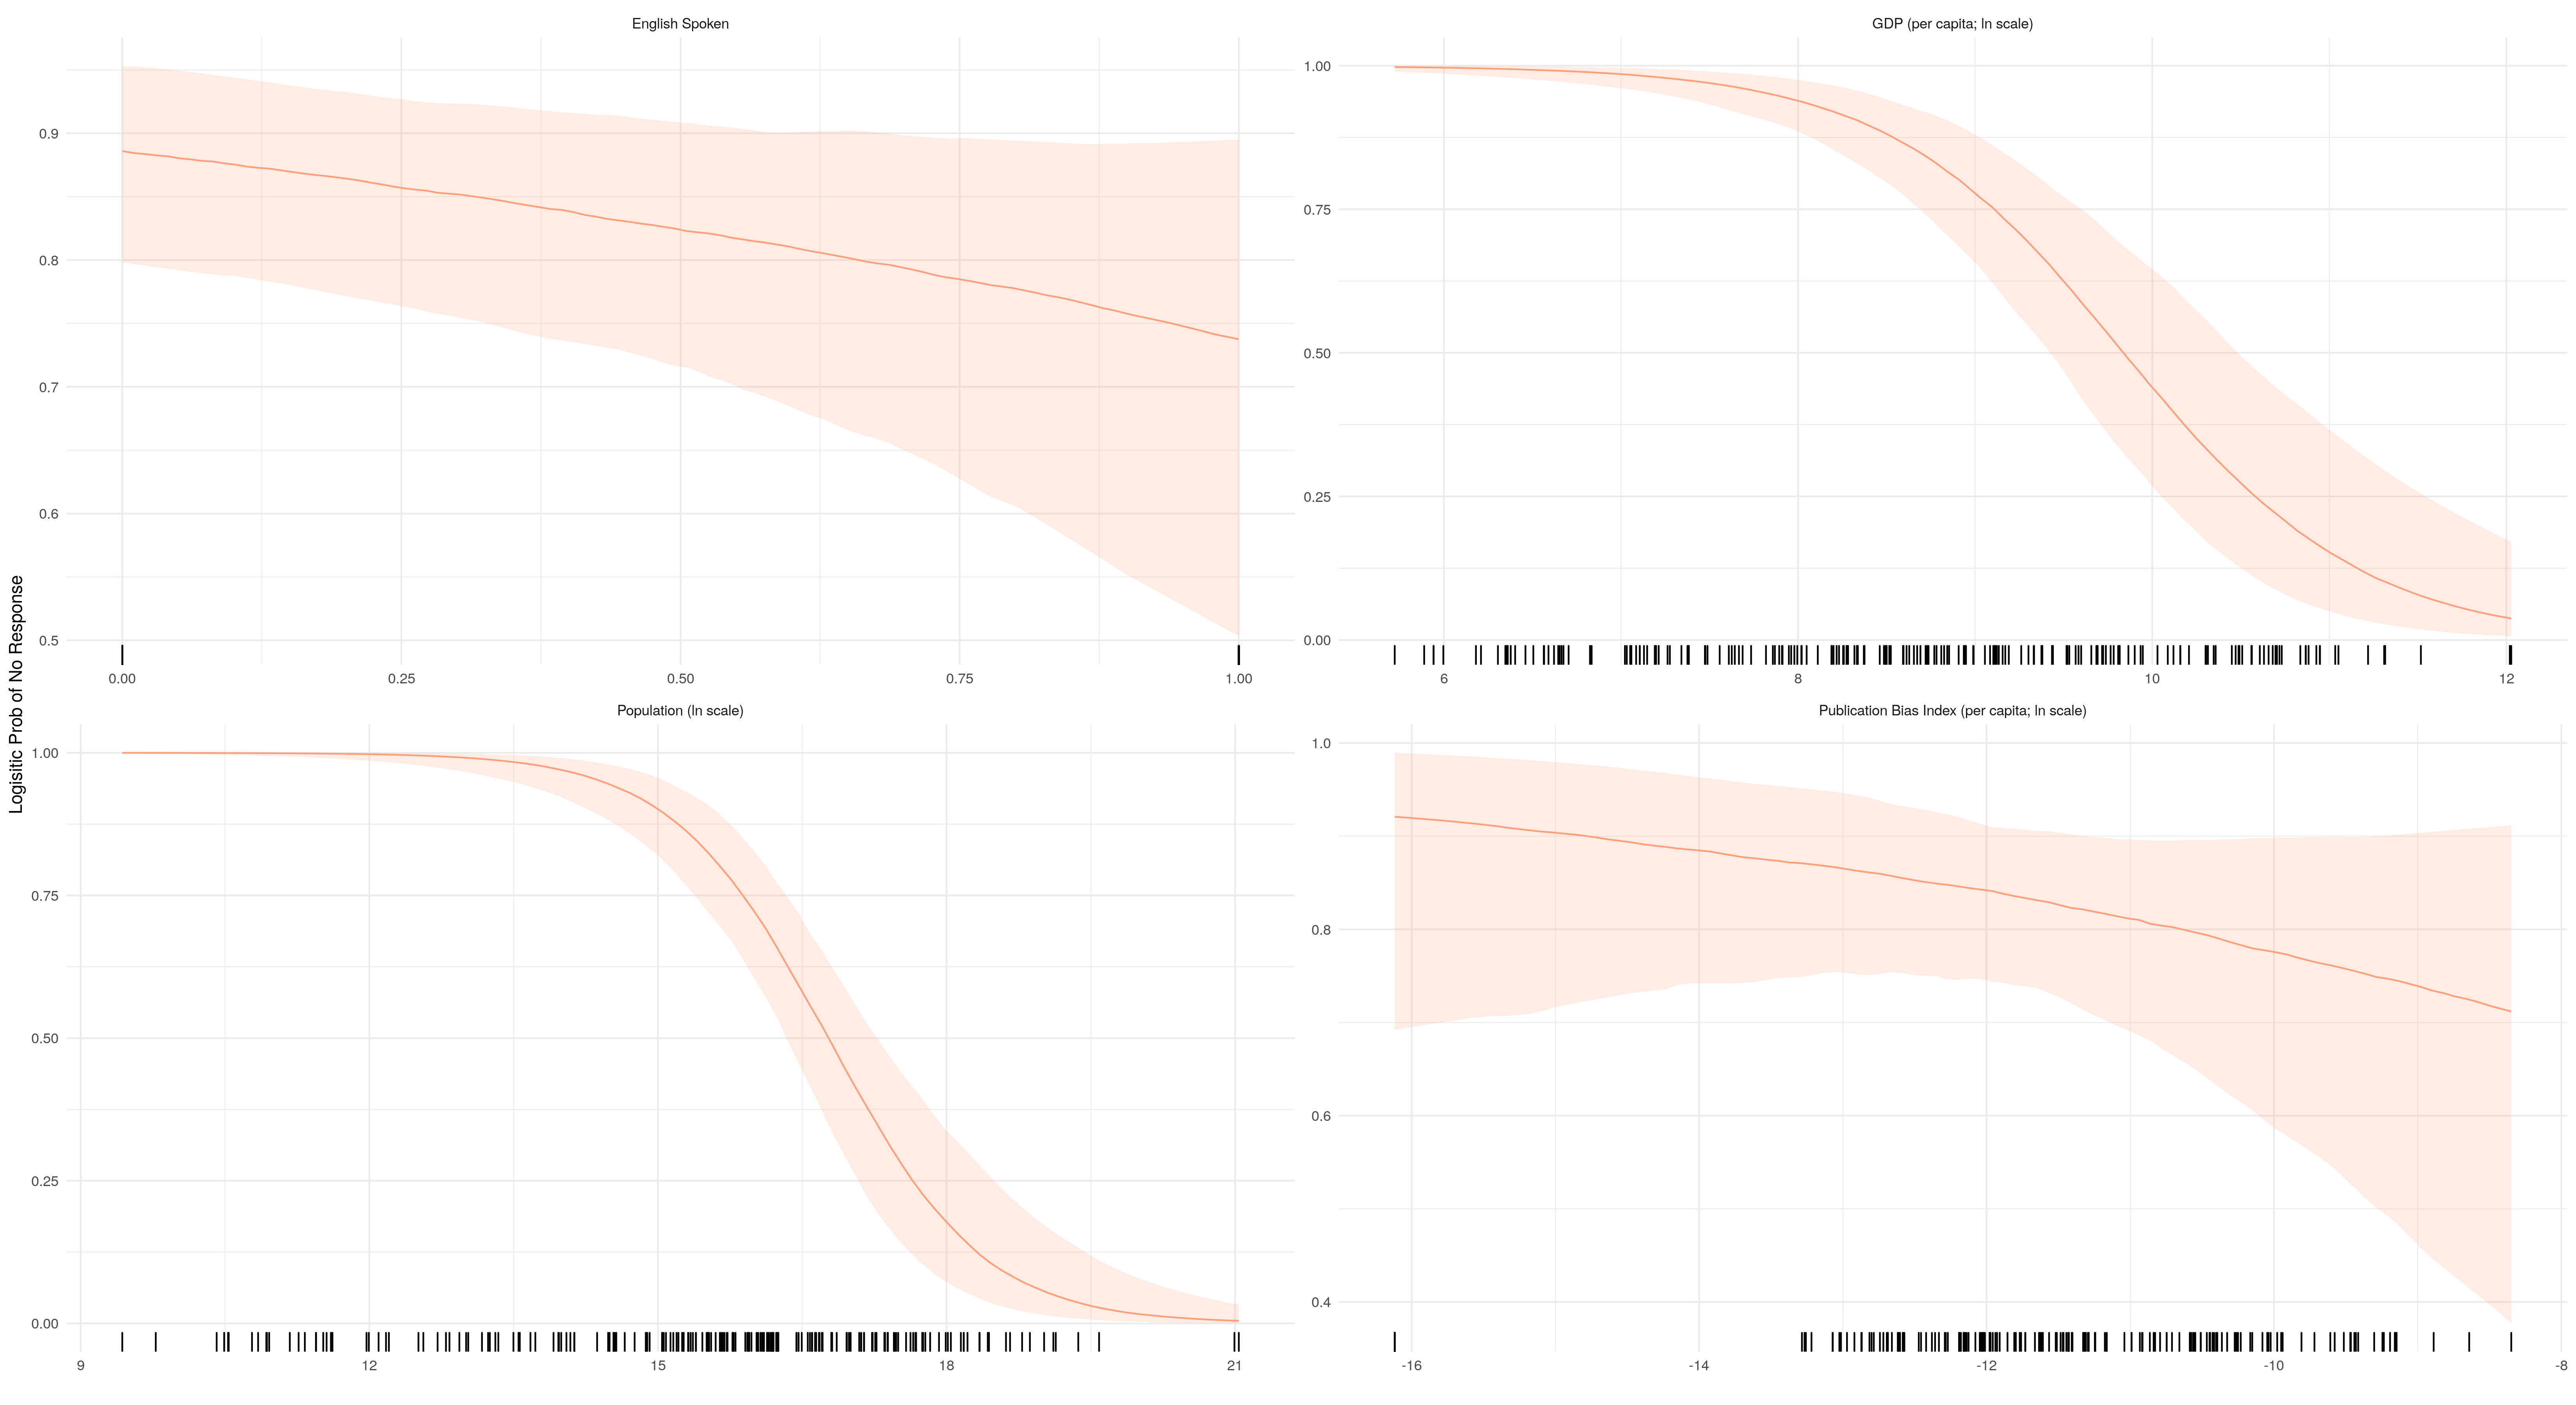 Logisitic Prob of No Response
English Spoken
0.9
0.8
0.7
0.6
0.5
0.00 0.25 0.50 0.75 1.00
GDP (per capita; ln scale)
1.00
0.75
0.50
0.25
0.00
6 8 10 12
Population (ln scale)
1.00
0.75
0.50
0.25
0.00
9 12 15 18 21
Publication Bias Index (per capita; ln scale)
1.0
0.8
0.6
0.4
-16 -14 -12 -10 -8